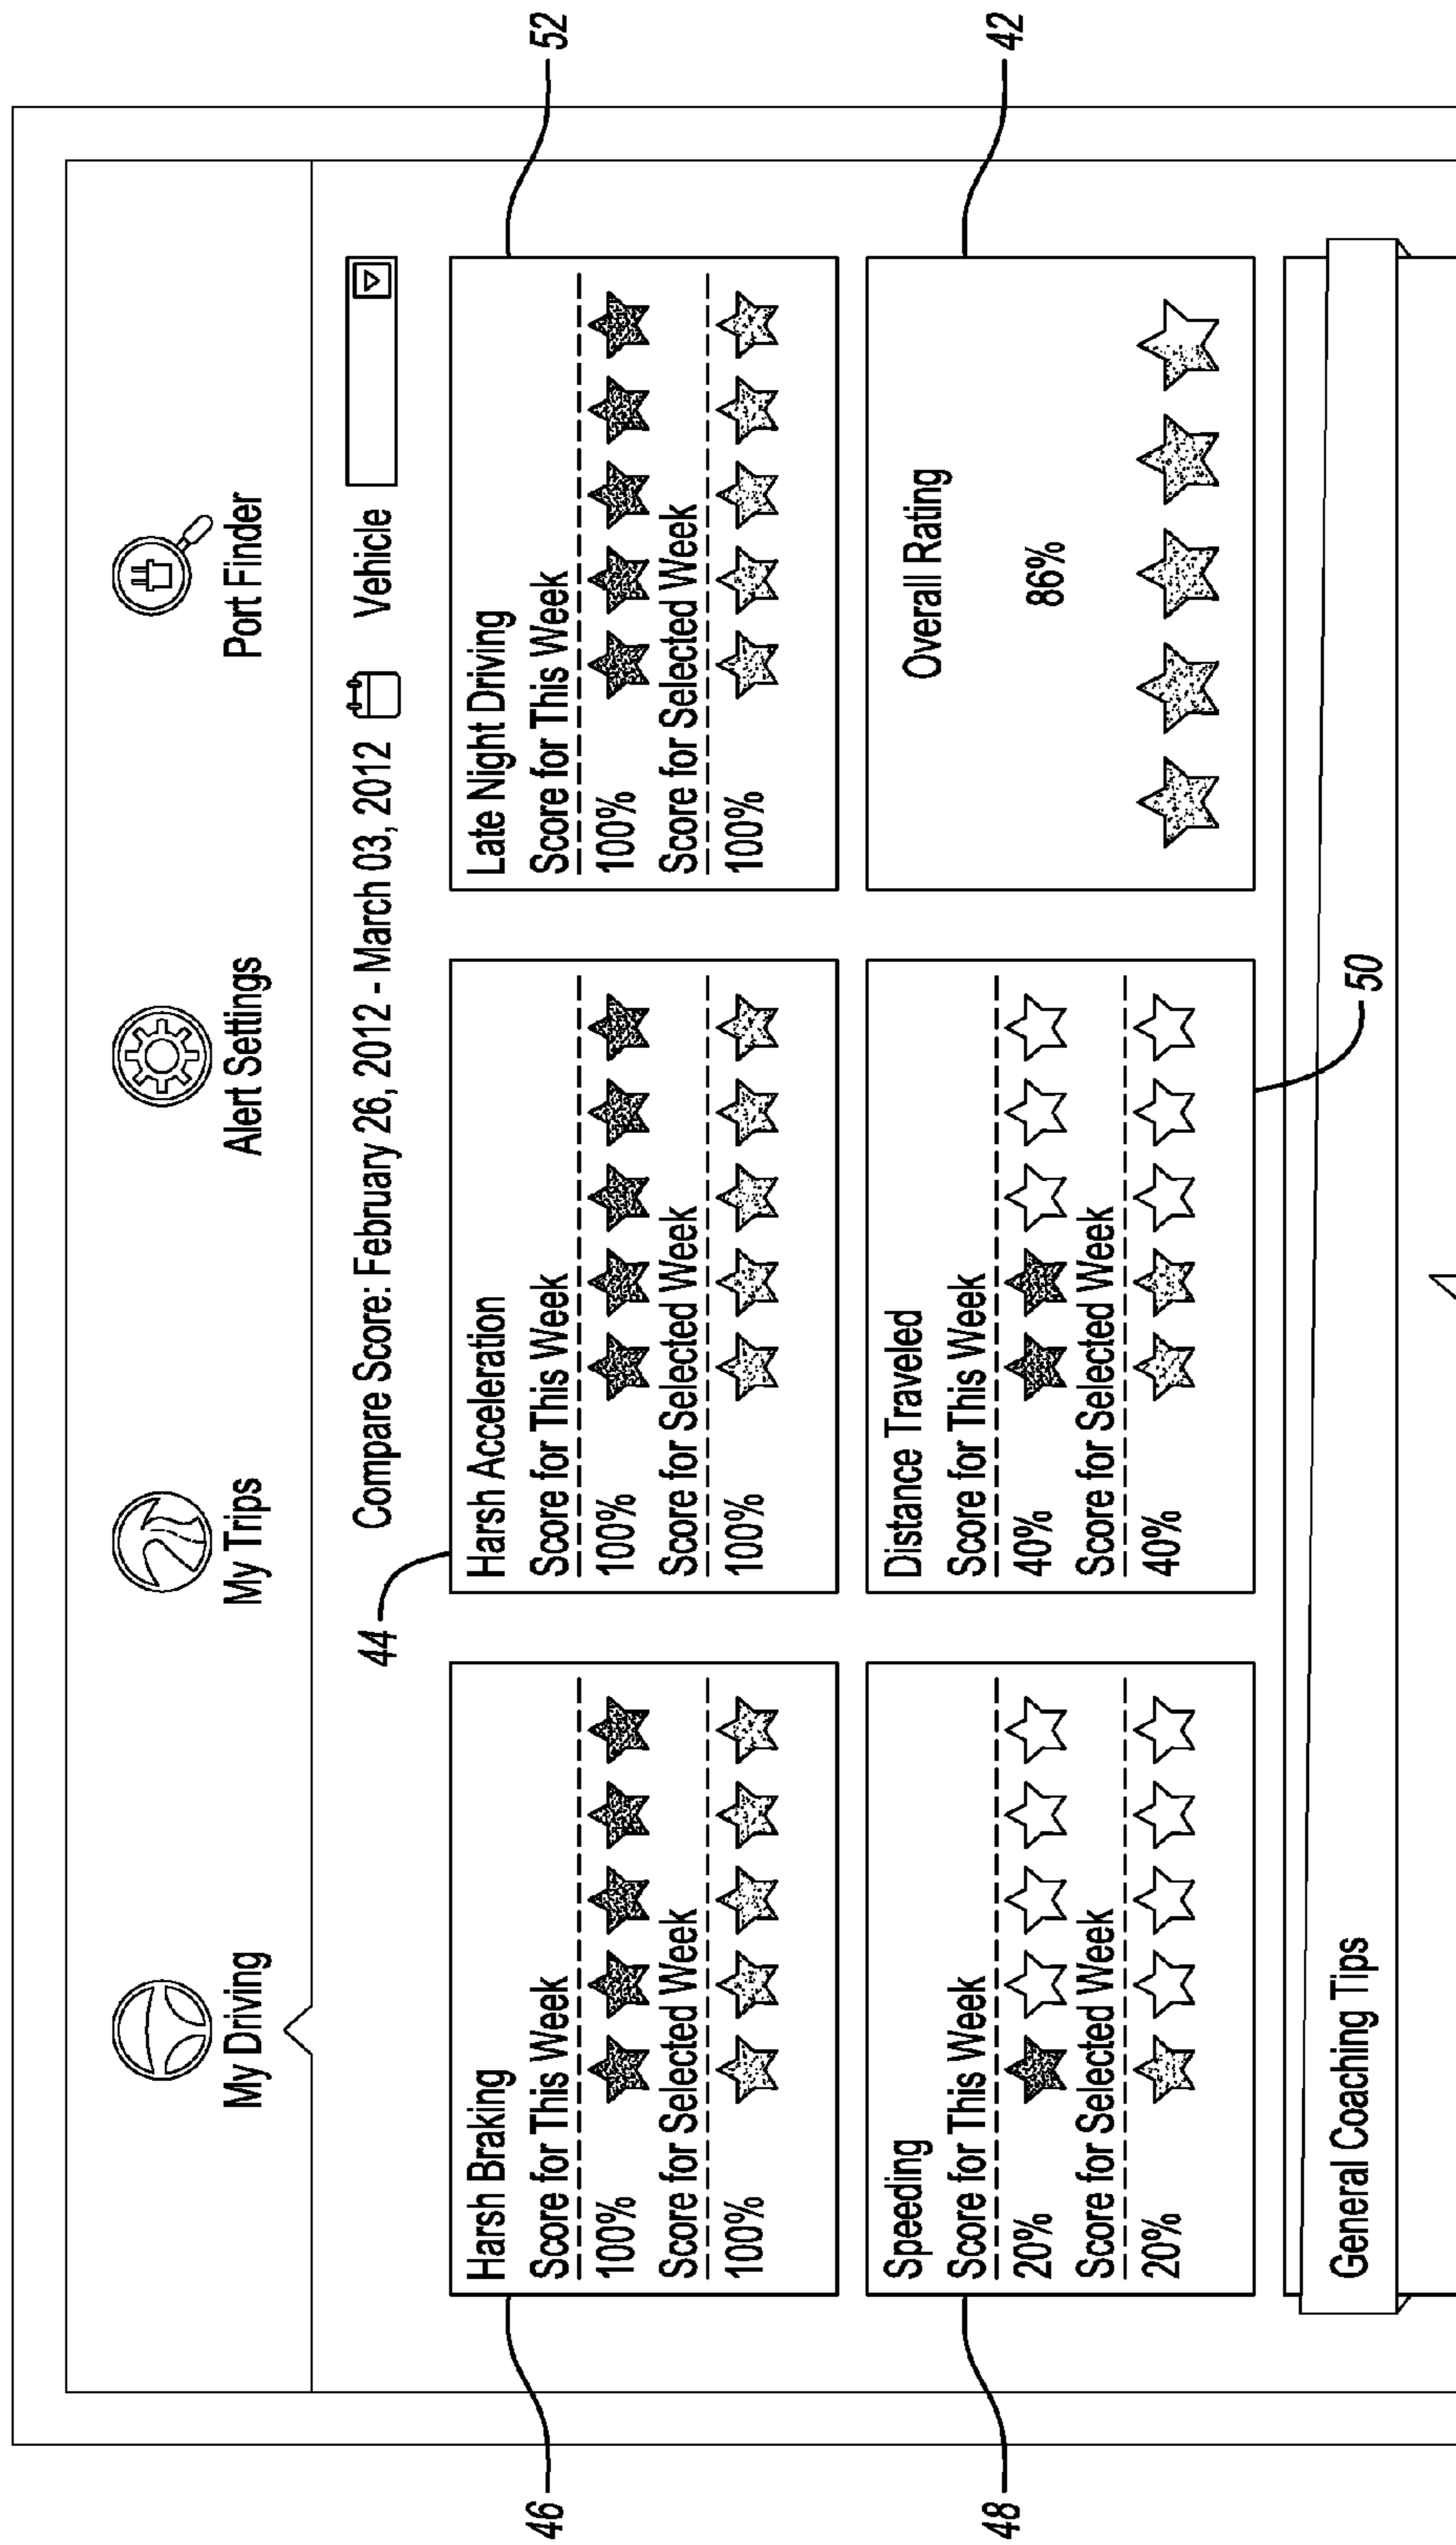 My Driving
My Trips
Alert Settings
Port Finder
Compare Score: February 26, 2012 - March 03, 2012
Vehicle
46
Harsh Braking
Score for This Week
100%
Score for Selected Week
100%
44
Harsh Acceleration
Score for This Week
100%
Score for Selected Week
100%
52
Late Night Driving
Score for This Week
100%
Score for Selected Week
100%
48
Speeding
Score for This Week
20%
Score for Selected Week
20%
Distance Traveled
Score for This Week
40%
Score for Selected Week
40%
50
42
Overall Rating
86%
General Coaching Tips